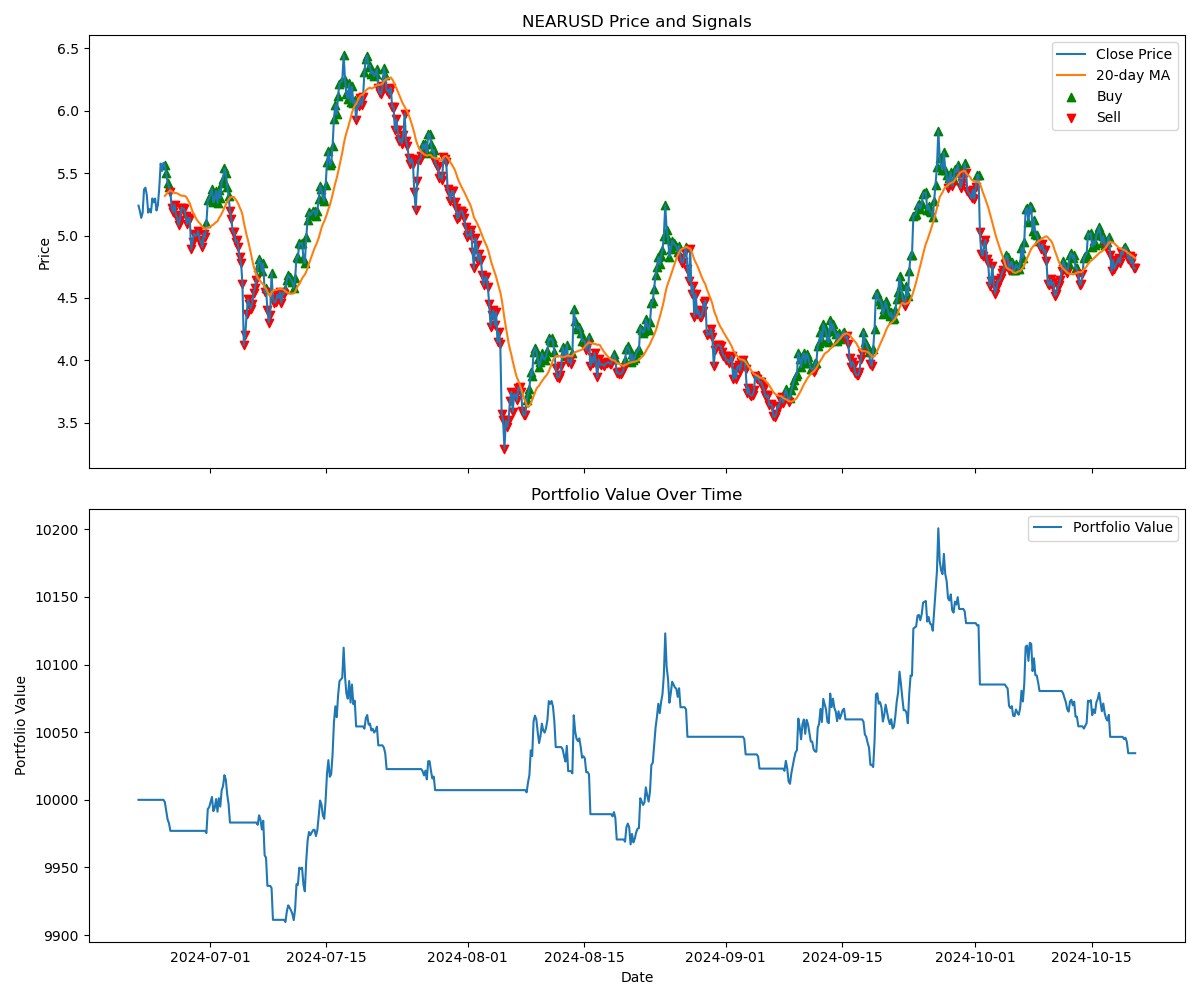 NEARUSD Price and Signals
Price
6.5
6.0
5.5
5.0
4.5
4.0
3.5
Close Price
20-day MA
Buy
Sell
Portfolio Value Over Time
Portfolio Value
10200
10150
10100
10050
10000
9950
9900
Portfolio Value
2024-07-01
2024-07-15
2024-08-01
2024-08-15
2024-09-01
2024-09-15
2024-10-01
2024-10-15
Date